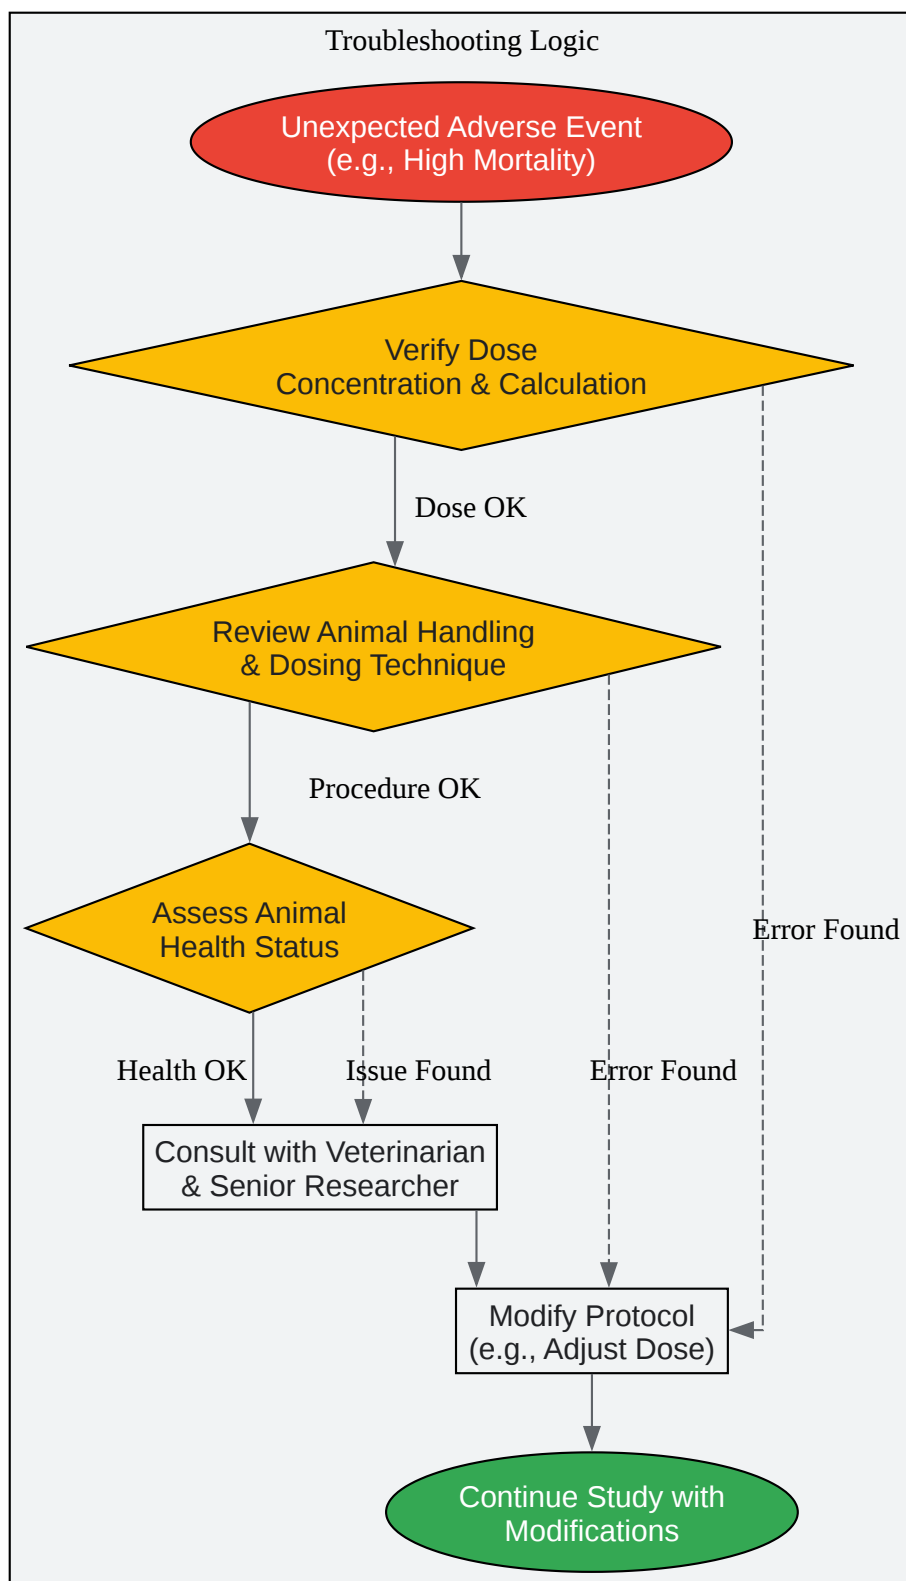 Troubleshooting Logic
Unexpected Adverse Event
(e.g., High Mortality)
Verify Dose
Concentration & Calculation
Dose OK
Review Animal Handling
& Dosing Technique
Procedure OK
Assess Animal
Health Status
Error Found
Health OK
Issue Found
Error Found
Consult with Veterinarian
& Senior Researcher
Modify Protocol
(e.g., Adjust Dose)
Continue Study with
Modifications